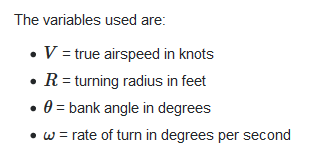 The variables used are:
• V = true airspeed in knots
• R = turning radius in feet
• θ = bank angle in degrees
• ω = rate of turn in degrees per second